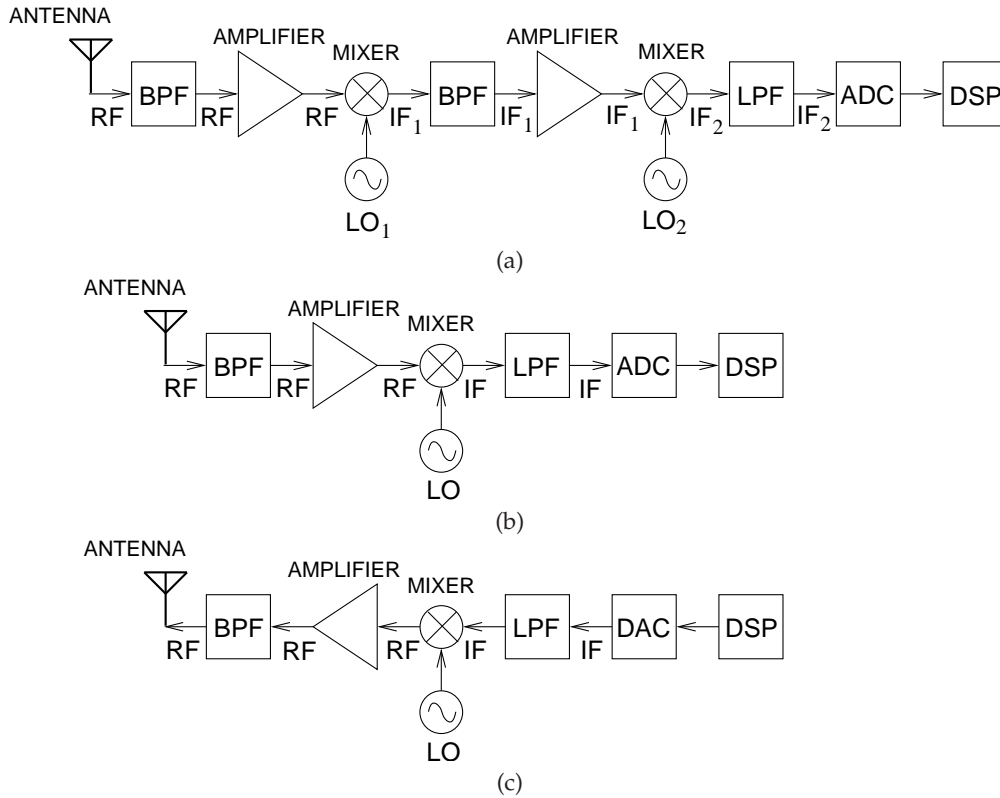 ANTENNA
AMPLIFIER
MIXER
AMPLIFIER
MIXER
BPF
BPF
LPF
ADC
DSP
RF
RF
RF
IF1
IF1
IF1
IF2
IF2
LO1
LO2
(a)
ANTENNA
AMPLIFIER
MIXER
BPF
LPF
ADC
DSP
RF
RF
RF
IF
IF
LO
(b)
ANTENNA
AMPLIFIER
MIXER
BPF
LPF
DAC
DSP
RF
RF
RF
IF
IF
LO
(c)